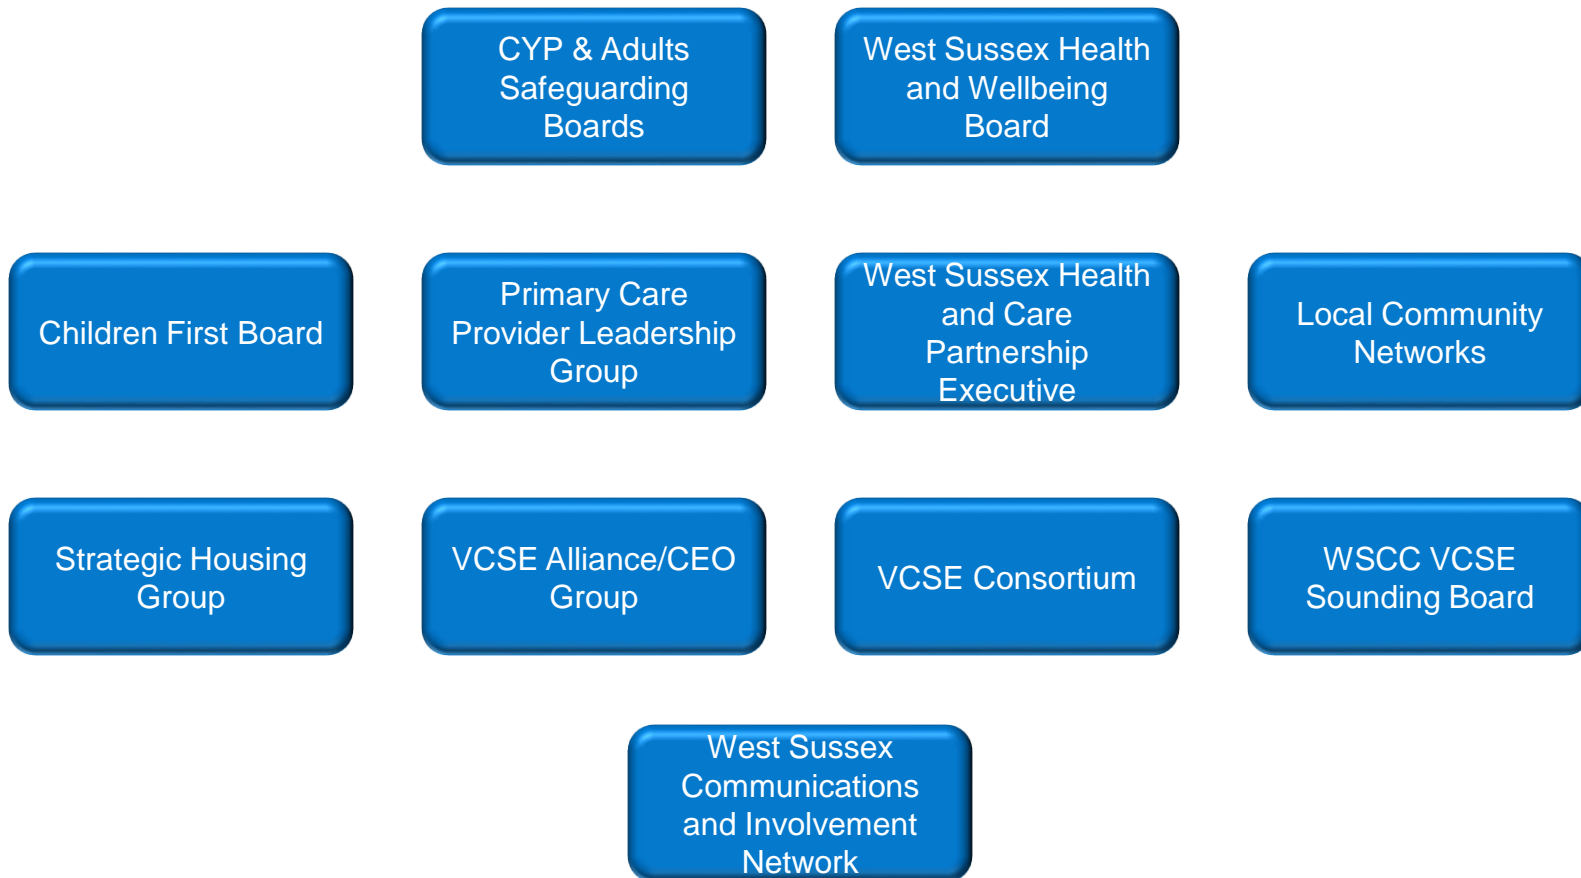 CYP & Adults
Safeguarding
Boards
West Sussex Health
and Wellbeing
Board
Children First Board
Primary Care
Provider Leadership
Group
West Sussex Health
and Care
Partnership
Executive
Local Community
Networks
Strategic Housing
Group
VCSE Alliance/CEO
Group
VCSE Consortium
WSCC VCSE
Sounding Board
West Sussex
Communications
and Involvement
Network